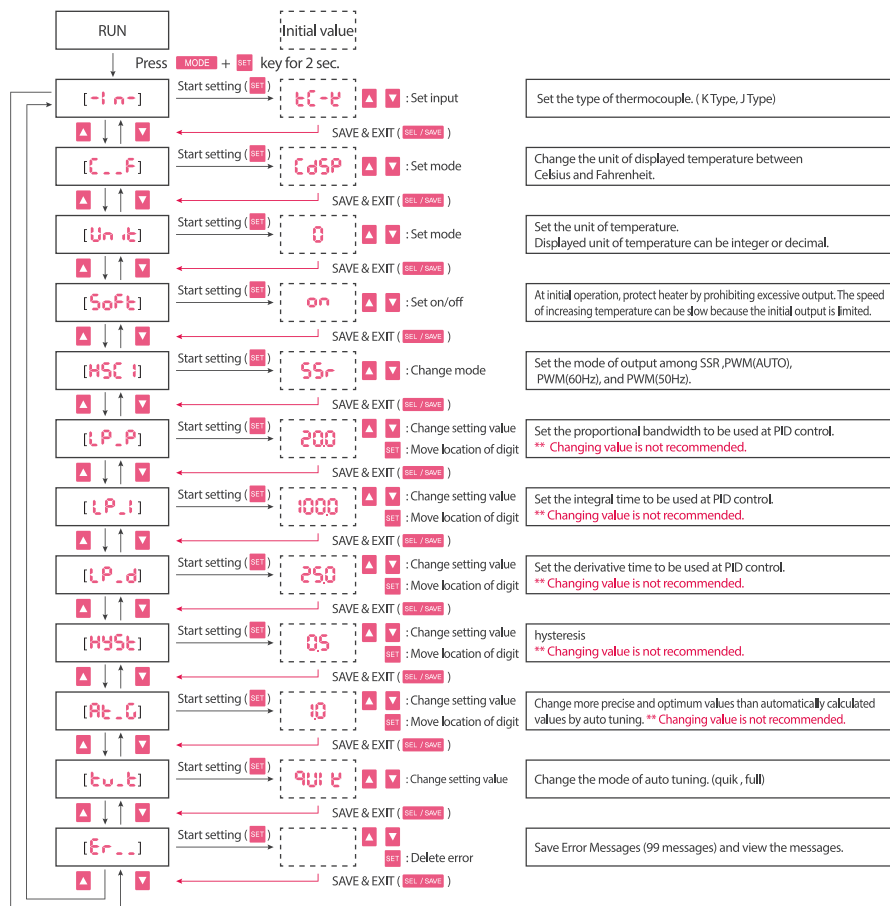 RUN
Initial value
Press MODE + SET key for 2 sec.
[-In-]
Start setting ( SET )
tC-K
▲ ▼ : Set input
Set the type of thermocouple. ( K Type, J Type)
▲ ▼
SAVE & EXIT ( SEL / SAVE )
[C__F]
Start setting ( SET )
CdSP
▲ ▼ : Set mode
Change the unit of displayed temperature between
Celsius and Fahrenheit.
▲ ▼
SAVE & EXIT ( SEL / SAVE )
[Unit]
Start setting ( SET )
0
▲ ▼ : Set mode
Set the unit of temperature.
Displayed unit of temperature can be integer or decimal.
▲ ▼
SAVE & EXIT ( SEL / SAVE )
[SoFt]
Start setting ( SET )
on
▲ ▼ : Set on/off
At initial operation, protect heater by prohibiting excessive output. The speed
of increasing temperature can be slow because the initial output is limited.
▲ ▼
SAVE & EXIT ( SEL / SAVE )
[HSC1]
Start setting ( SET )
SSr
▲ ▼ : Change mode
Set the mode of output among SSR ,PWM(AUTO),
PWM(60Hz), and PWM(50Hz).
▲ ▼
SAVE & EXIT ( SEL / SAVE )
[LP_P]
Start setting ( SET )
20.0
▲ ▼ : Change setting value
SET : Move location of digit
Set the proportional bandwidth to be used at PID control.
** Changing value is not recommended.
▲ ▼
SAVE & EXIT ( SEL / SAVE )
[LP_I]
Start setting ( SET )
100.0
▲ ▼ : Change setting value
SET : Move location of digit
Set the integral time to be used at PID control.
** Changing value is not recommended.
▲ ▼
SAVE & EXIT ( SEL / SAVE )
[LP_d]
Start setting ( SET )
25.0
▲ ▼ : Change setting value
SET : Move location of digit
Set the derivative time to be used at PID control.
** Changing value is not recommended.
▲ ▼
SAVE & EXIT ( SEL / SAVE )
[HYSt]
Start setting ( SET )
0.5
▲ ▼ : Change setting value
SET : Move location of digit
hysteresis
** Changing value is not recommended.
▲ ▼
SAVE & EXIT ( SEL / SAVE )
[At_G]
Start setting ( SET )
1.0
▲ ▼ : Change setting value
SET : Move location of digit
Change more precise and optimum values than automatically calculated
values by auto tuning. ** Changing value is not recommended.
▲ ▼
SAVE & EXIT ( SEL / SAVE )
[tu_t]
Start setting ( SET )
qUI K
▲ ▼ : Change setting value
Change the mode of auto tuning. (quik , full)
▲ ▼
SAVE & EXIT ( SEL / SAVE )
[Er__]
Start setting ( SET )
▲ ▼
SET : Delete error
Save Error Messages (99 messages) and view the messages.
▲ ▼
SAVE & EXIT ( SEL / SAVE )